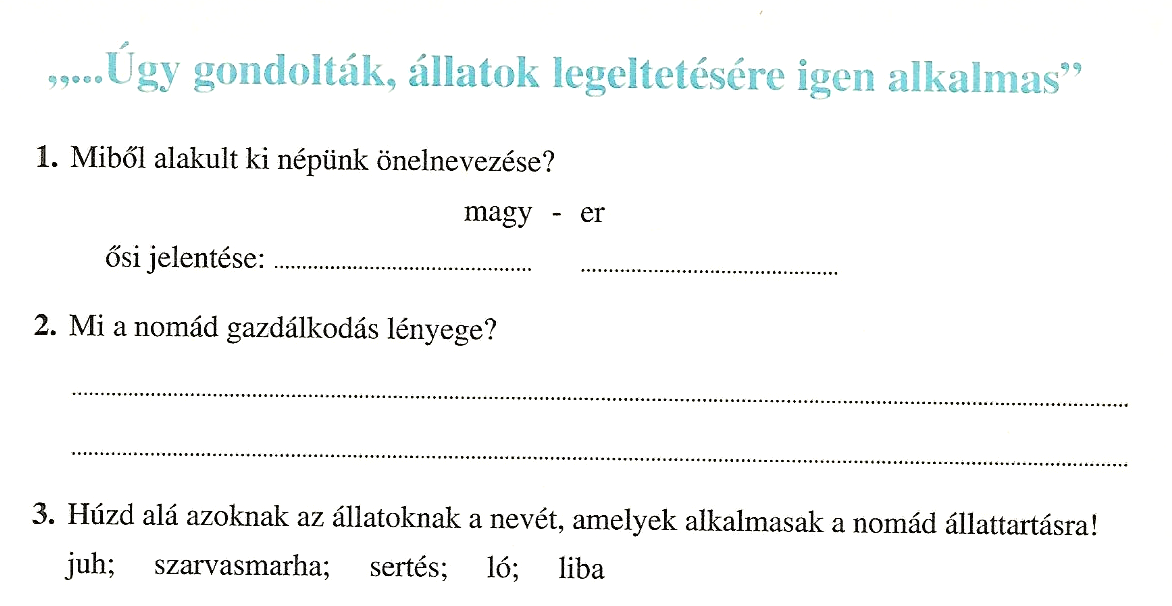 „...Úgy gondolták, állatok legeltetésére igen alkalmas”
1. Miből alakult ki népünk önelnevezése?
magy - er
ősi jelentése: ........................................ ........................................
2. Mi a nomád gazdálkodás lényege?
3. Húzd alá azoknak az állatoknak a nevét, amelyek alkalmasak a nomád állattartásra!
juh; szarvasmarha; sertés; ló; liba